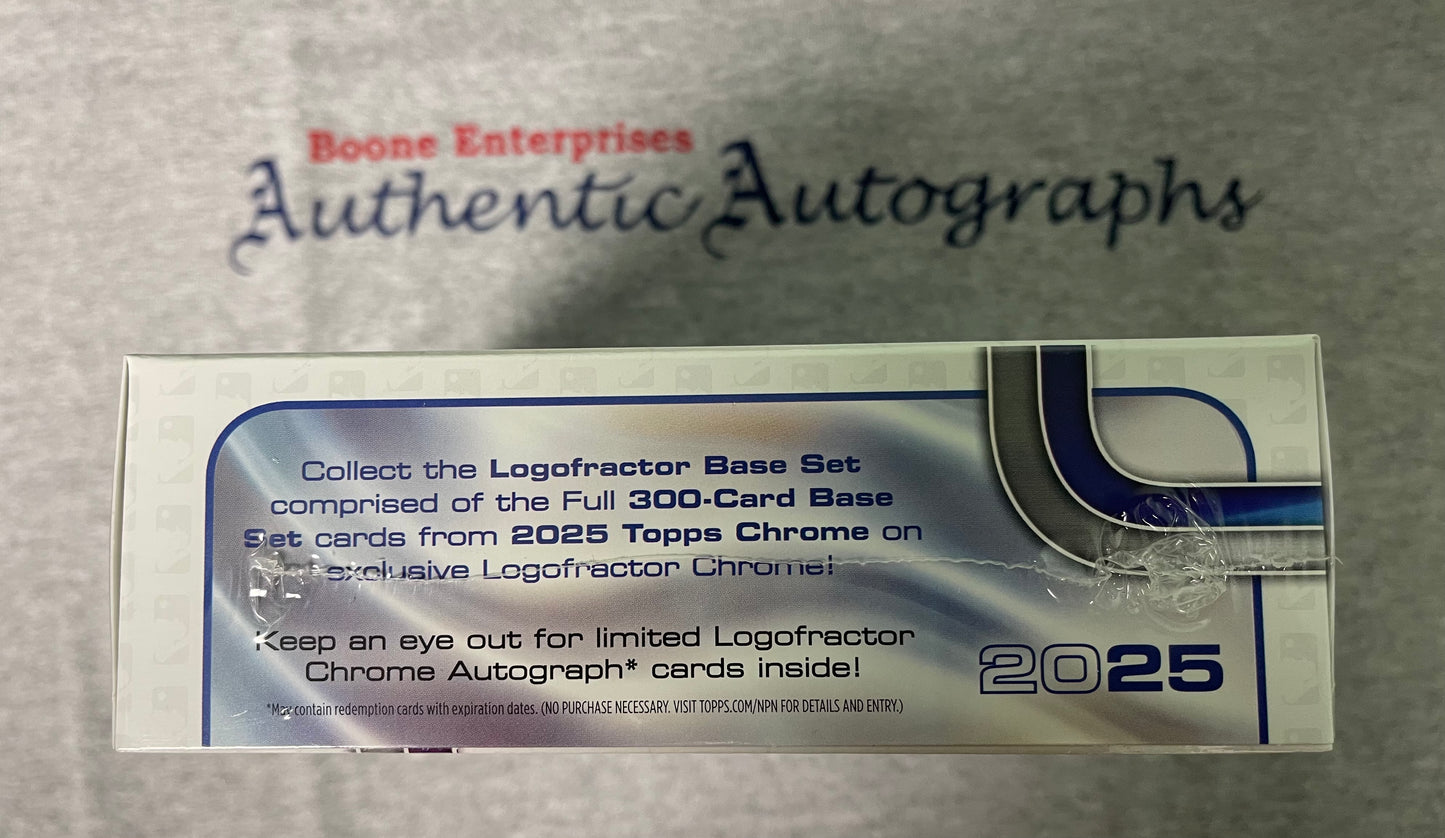 Boone Enterprises
Authentic Autographs
Collect the Logofractor Base Set
comprised of the Full 300-Card Base
Set cards from 2025 Topps Chrome on
exclusive Logofractor Chrome!
Keep an eye out for limited Logofractor
Chrome Autograph* cards inside!
2025
*May contain redemption cards with expiration dates. (NO PURCHASE NECESSARY. VISIT TOPPS.COM/NPN FOR DETAILS AND ENTRY.)